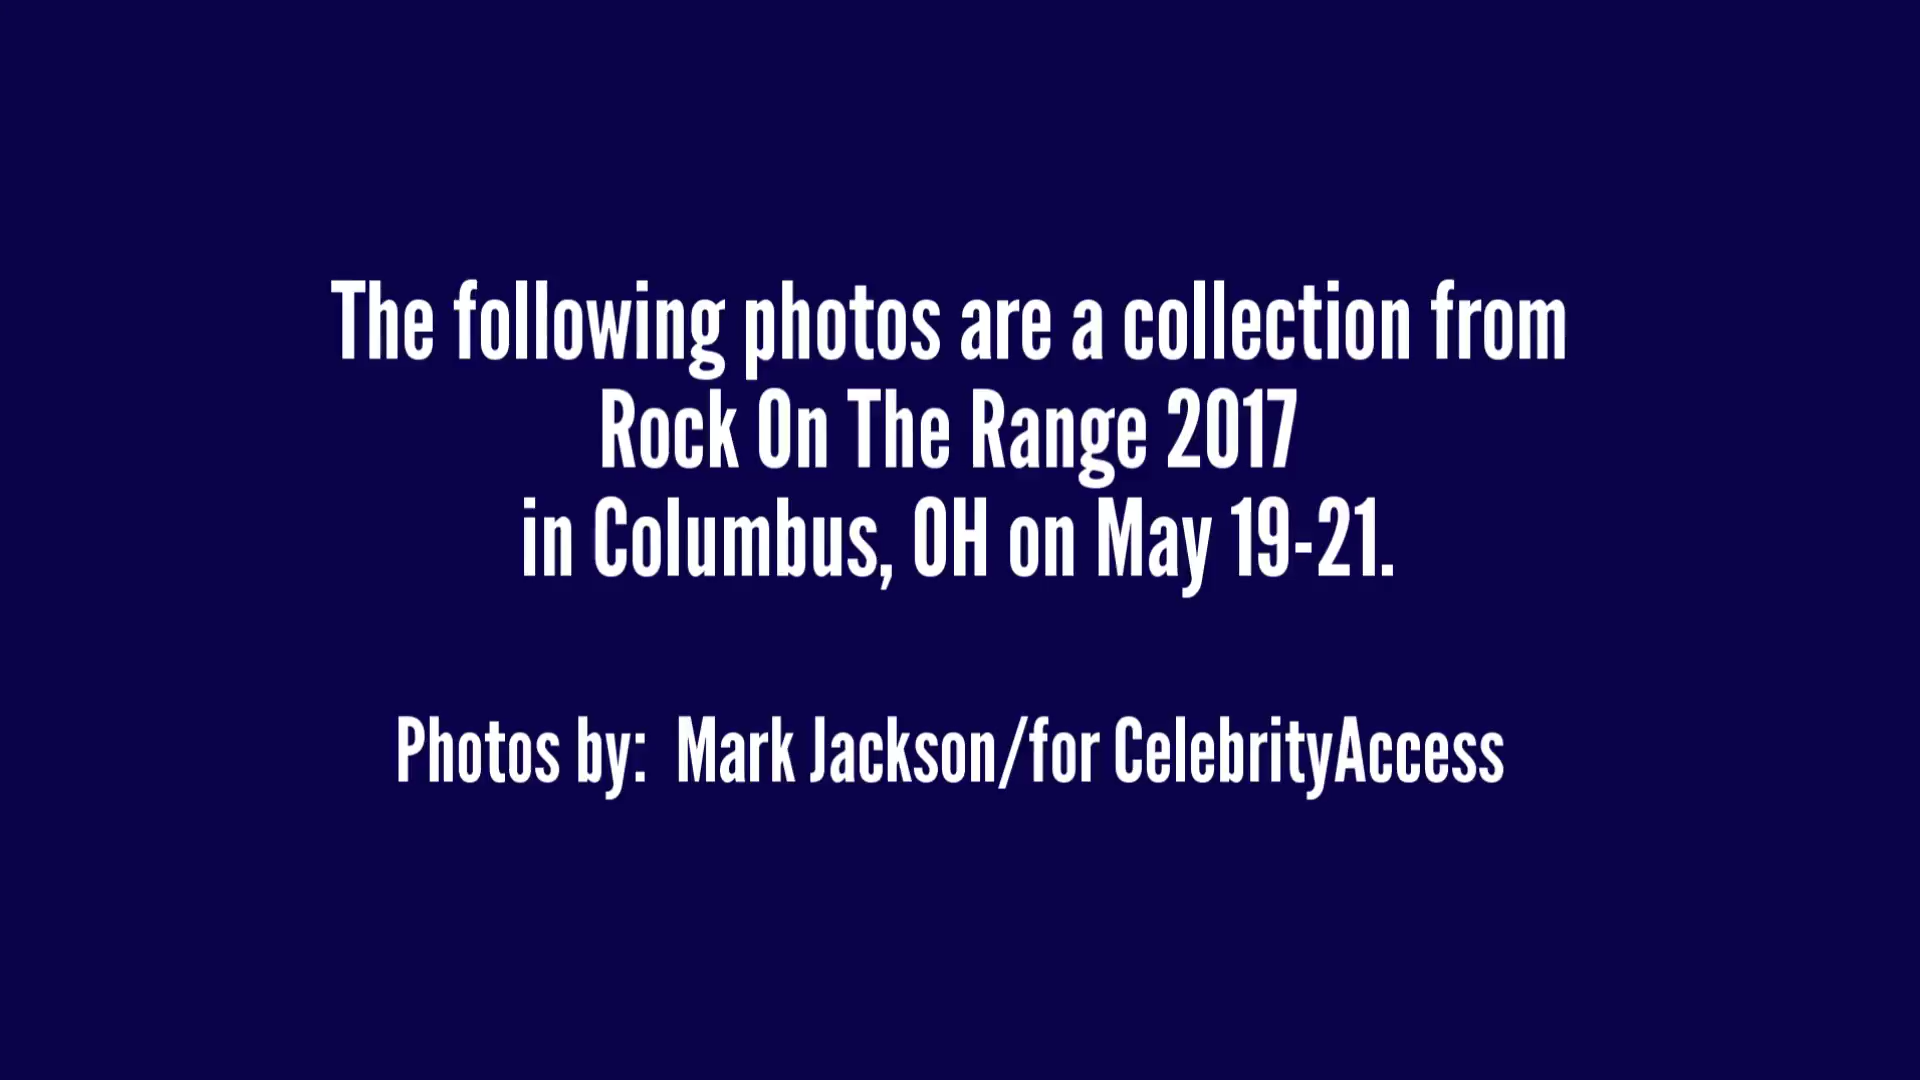 The following photos are a collection from
Rock On The Range 2017
in Columbus, OH on May 19-21.
Photos by: Mark Jackson/for CelebrityAccess